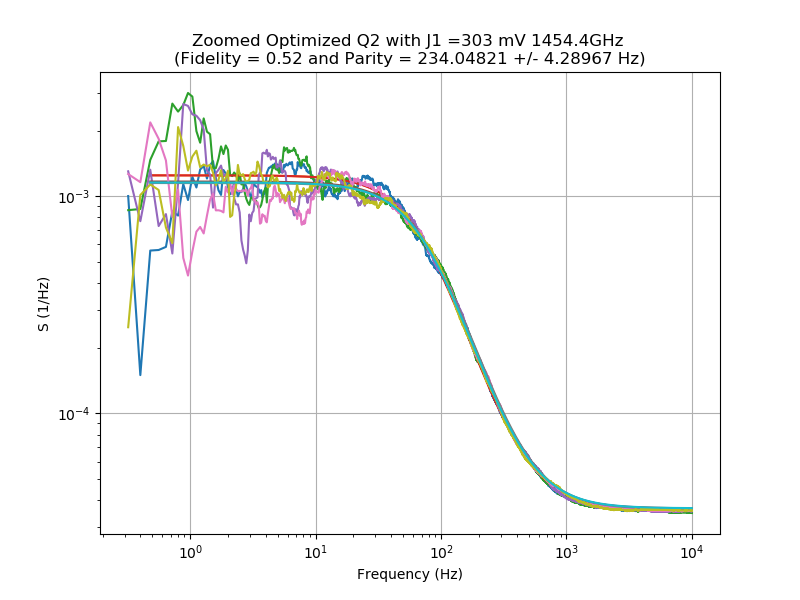 Zoomed Optimized Q2 with J1 =303 mV 1454.4GHz
(Fidelity = 0.52 and Parity = 234.04821 +/- 4.28967 Hz)
S (1/Hz)
10⁻³
10⁻⁴
10⁰ 10¹ 10² 10³ 10⁴
Frequency (Hz)